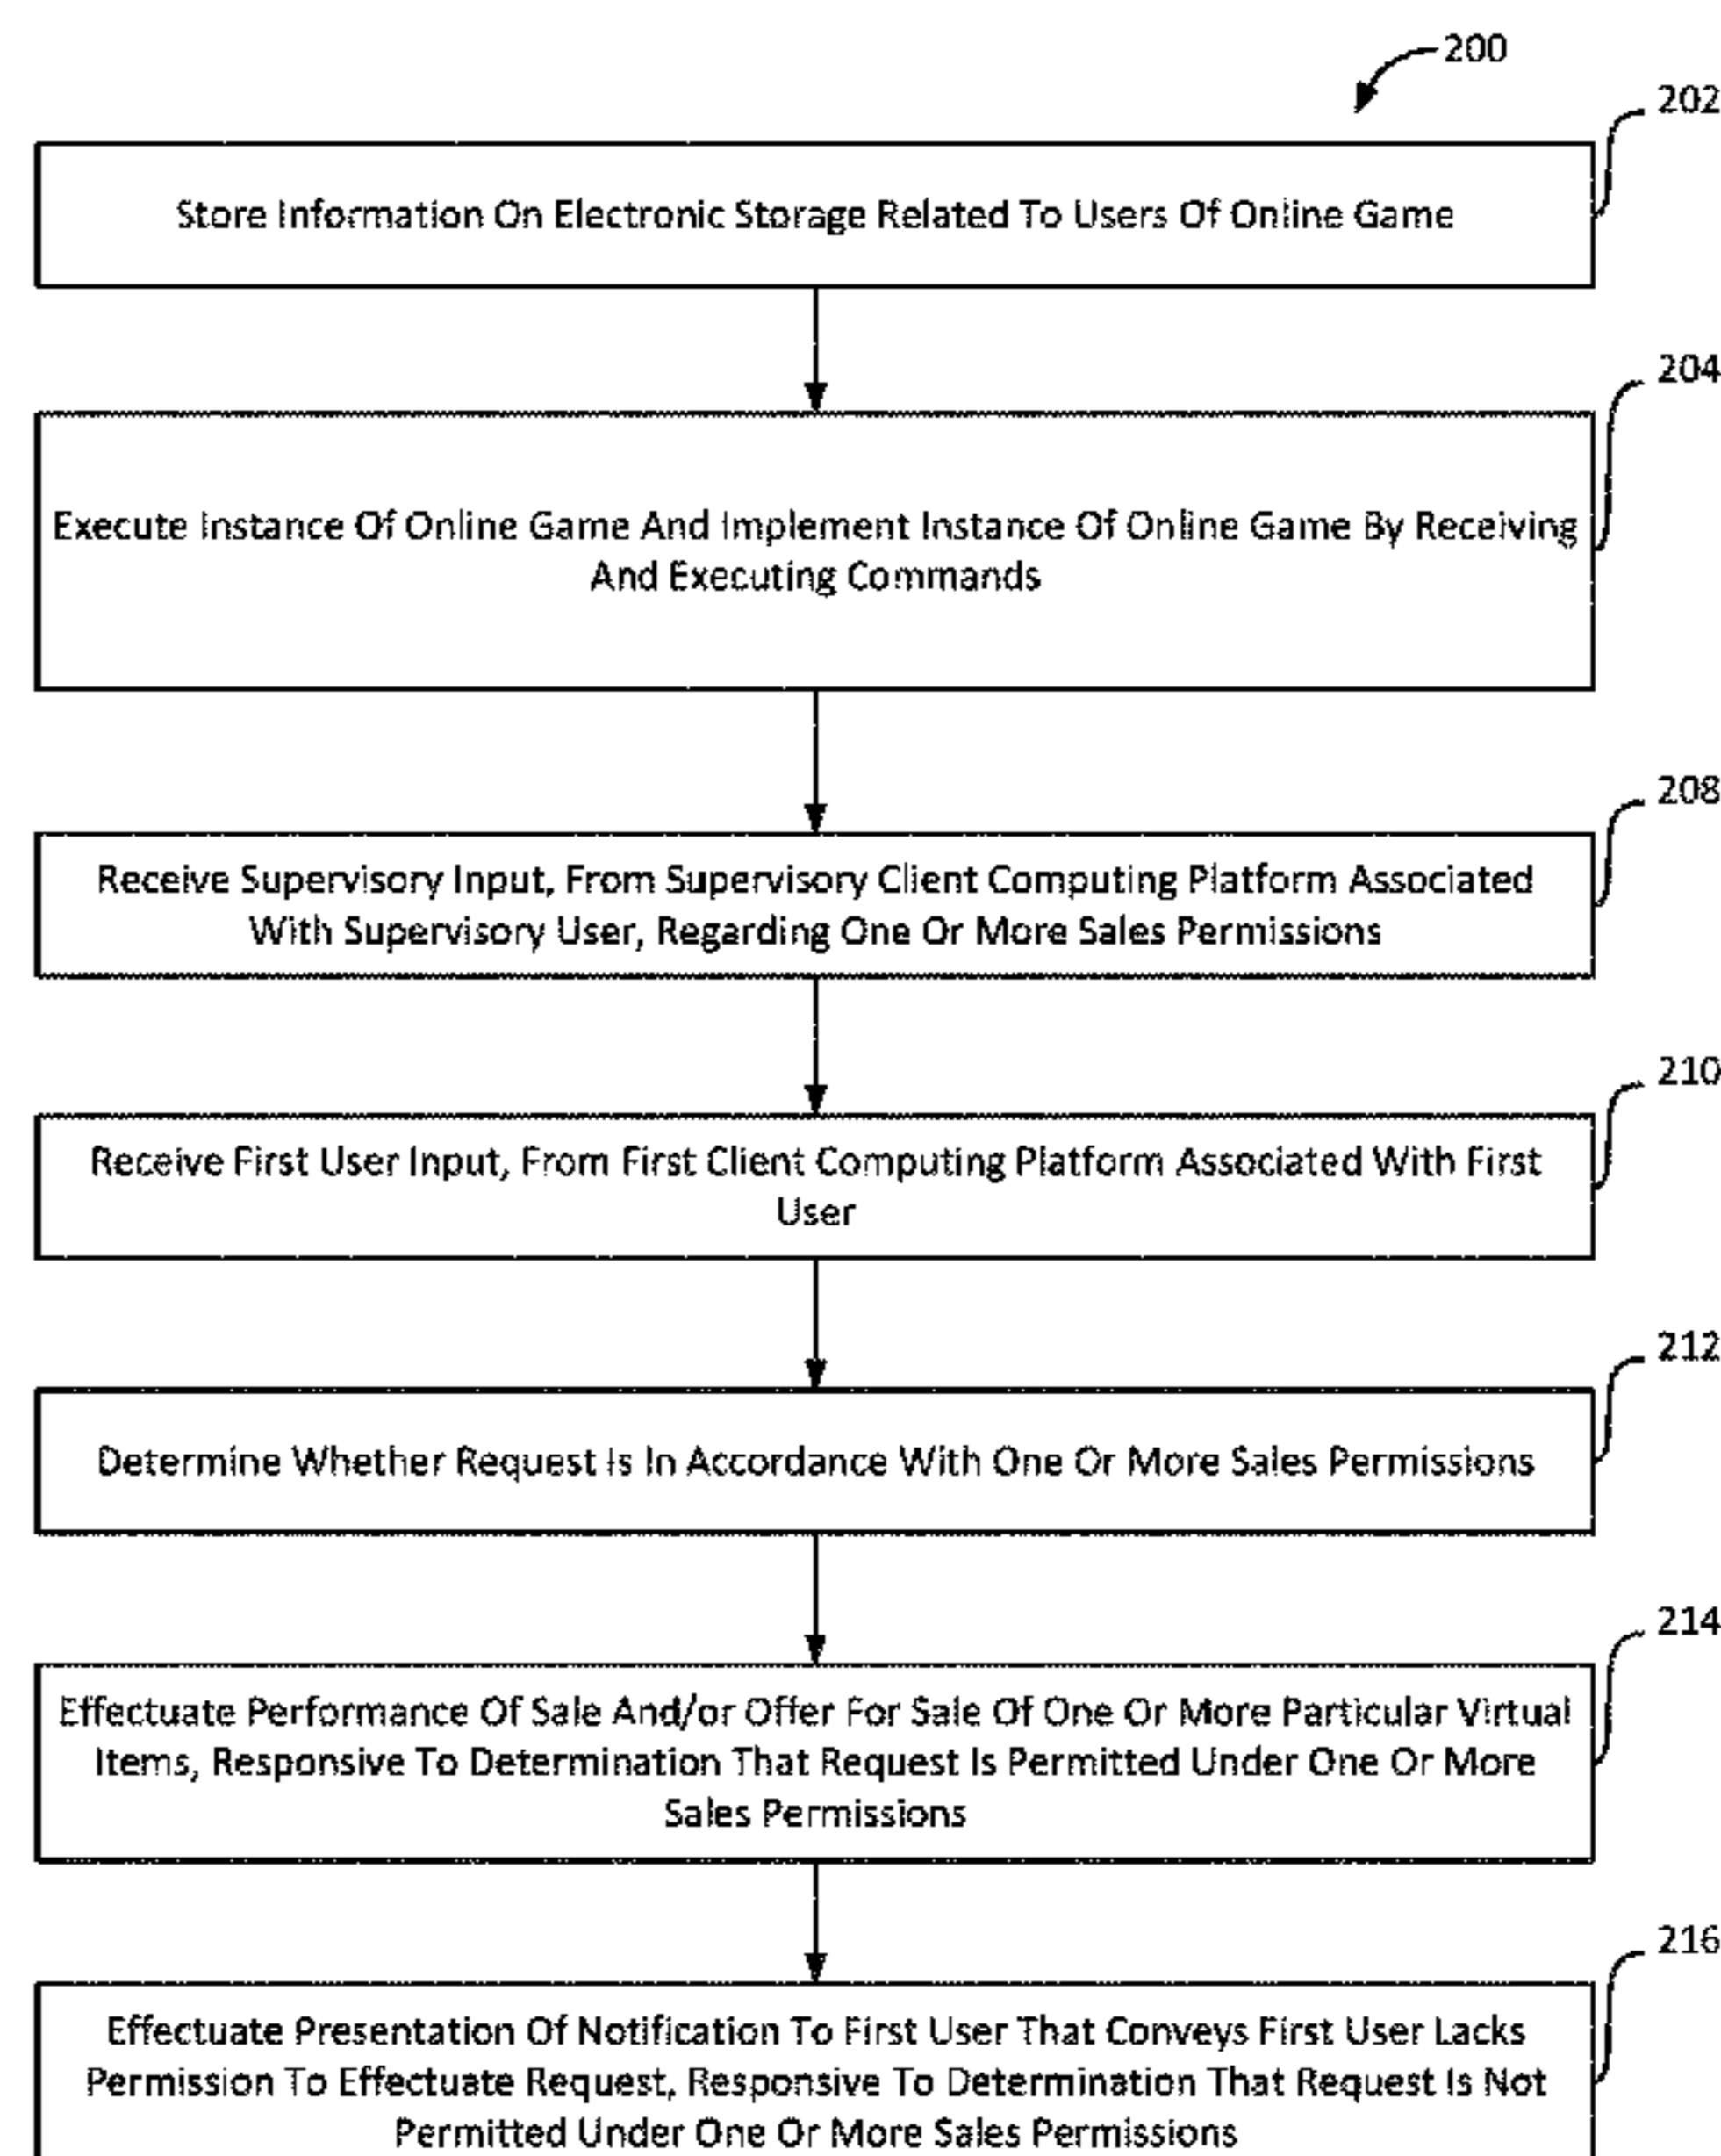 200
202
Store Information On Electronic Storage Related To Users Of Online Game
204
Execute Instance Of Online Game And Implement Instance Of Online Game By Receiving
And Executing Commands
208
Receive Supervisory Input, From Supervisory Client Computing Platform Associated
With Supervisory User, Regarding One Or More Sales Permissions
210
Receive First User Input, From First Client Computing Platform Associated With First
User
212
Determine Whether Request Is In Accordance With One Or More Sales Permissions
214
Effectuate Performance Of Sale And/or Offer For Sale Of One Or More Particular Virtual
Items, Responsive To Determination That Request Is Permitted Under One Or More
Sales Permissions
216
Effectuate Presentation Of Notification To First User That Conveys First User Lacks
Permission To Effectuate Request, Responsive To Determination That Request Is Not
Permitted Under One Or More Sales Permissions